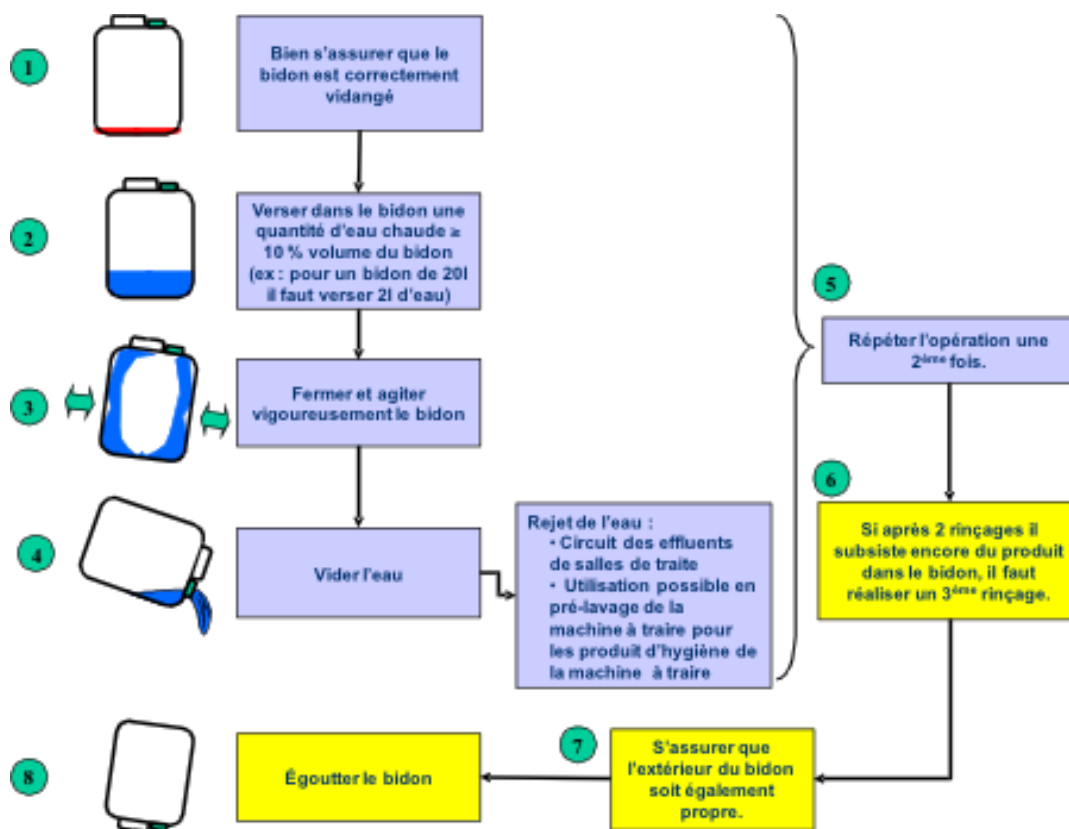 1
Bien s'assurer que le
bidon est correctement
vidangé
2
Verser dans le bidon une
quantité d'eau chaude ≥
10 % volume du bidon
(ex : pour un bidon de 20l
il faut verser 2l d'eau)
3
Fermer et agiter
vigoureusement le bidon
4
Vider l'eau
Rejet de l'eau :
• Circuit des effluents
de salles de traite
• Utilisation possible en
pré-lavage de la
machine à traire pour
les produit d'hygiène de
la machine à traire
5
Répéter l'opération une
2ème fois.
6
Si après 2 rinçages il
subsiste encore du produit
dans le bidon, il faut
réaliser un 3ème rinçage.
7
S'assurer que
l'extérieur du bidon
soit également
propre.
8
Égoutter le bidon